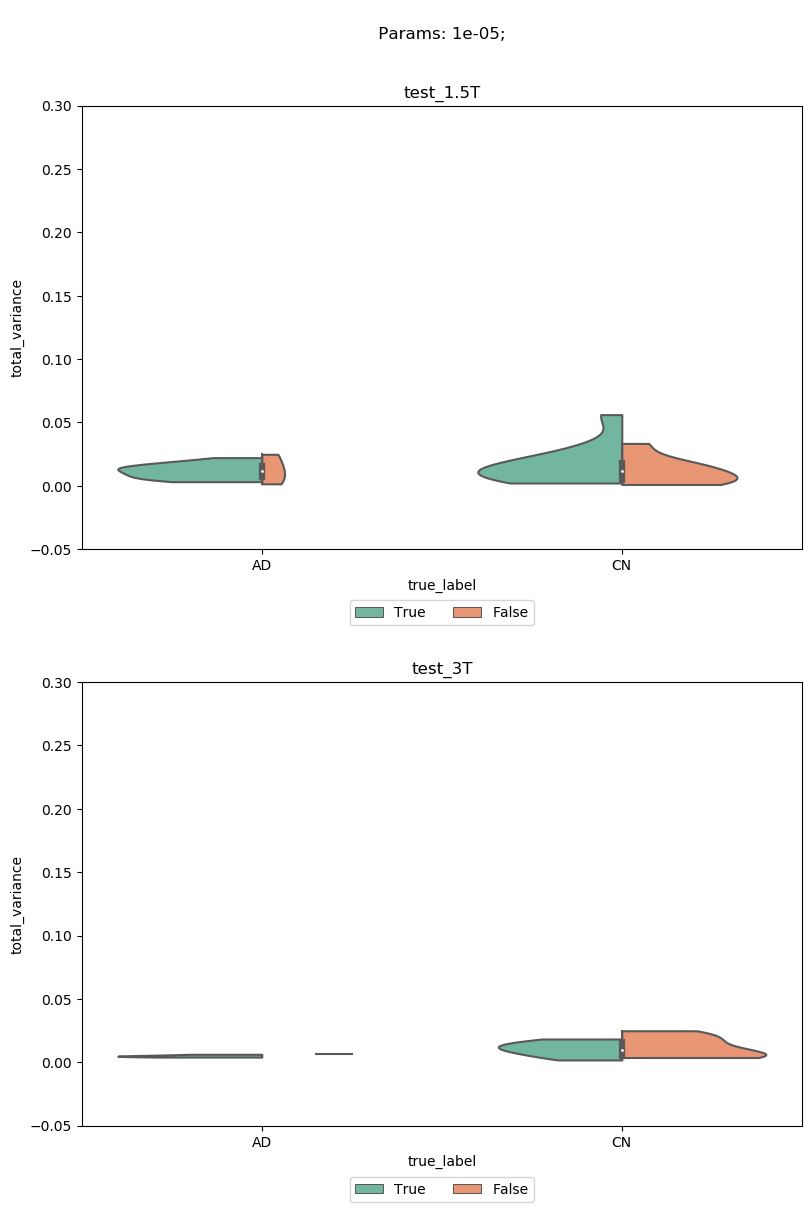 Params: 1e-05;
test_1.5T
0.30
0.25
0.20
0.15
0.10
0.05
0.00
−0.05
total_variance
AD CN
true_label
True False
test_3T
0.30
0.25
0.20
0.15
0.10
0.05
0.00
−0.05
total_variance
AD CN
true_label
True False